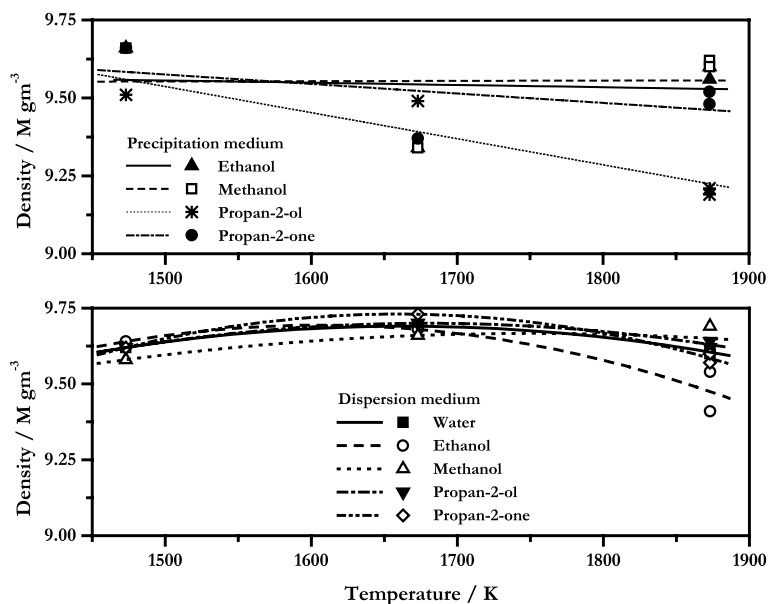 9.75
9.50
9.25
9.00
Density / M gm⁻³
Precipitation medium
Ethanol
Methanol
Propan-2-ol
Propan-2-one
1500 1600 1700 1800 1900
9.75
9.50
9.25
9.00
Density / M gm⁻³
Dispersion medium
Water
Ethanol
Methanol
Propan-2-ol
Propan-2-one
1500 1600 1700 1800 1900
Temperature / K